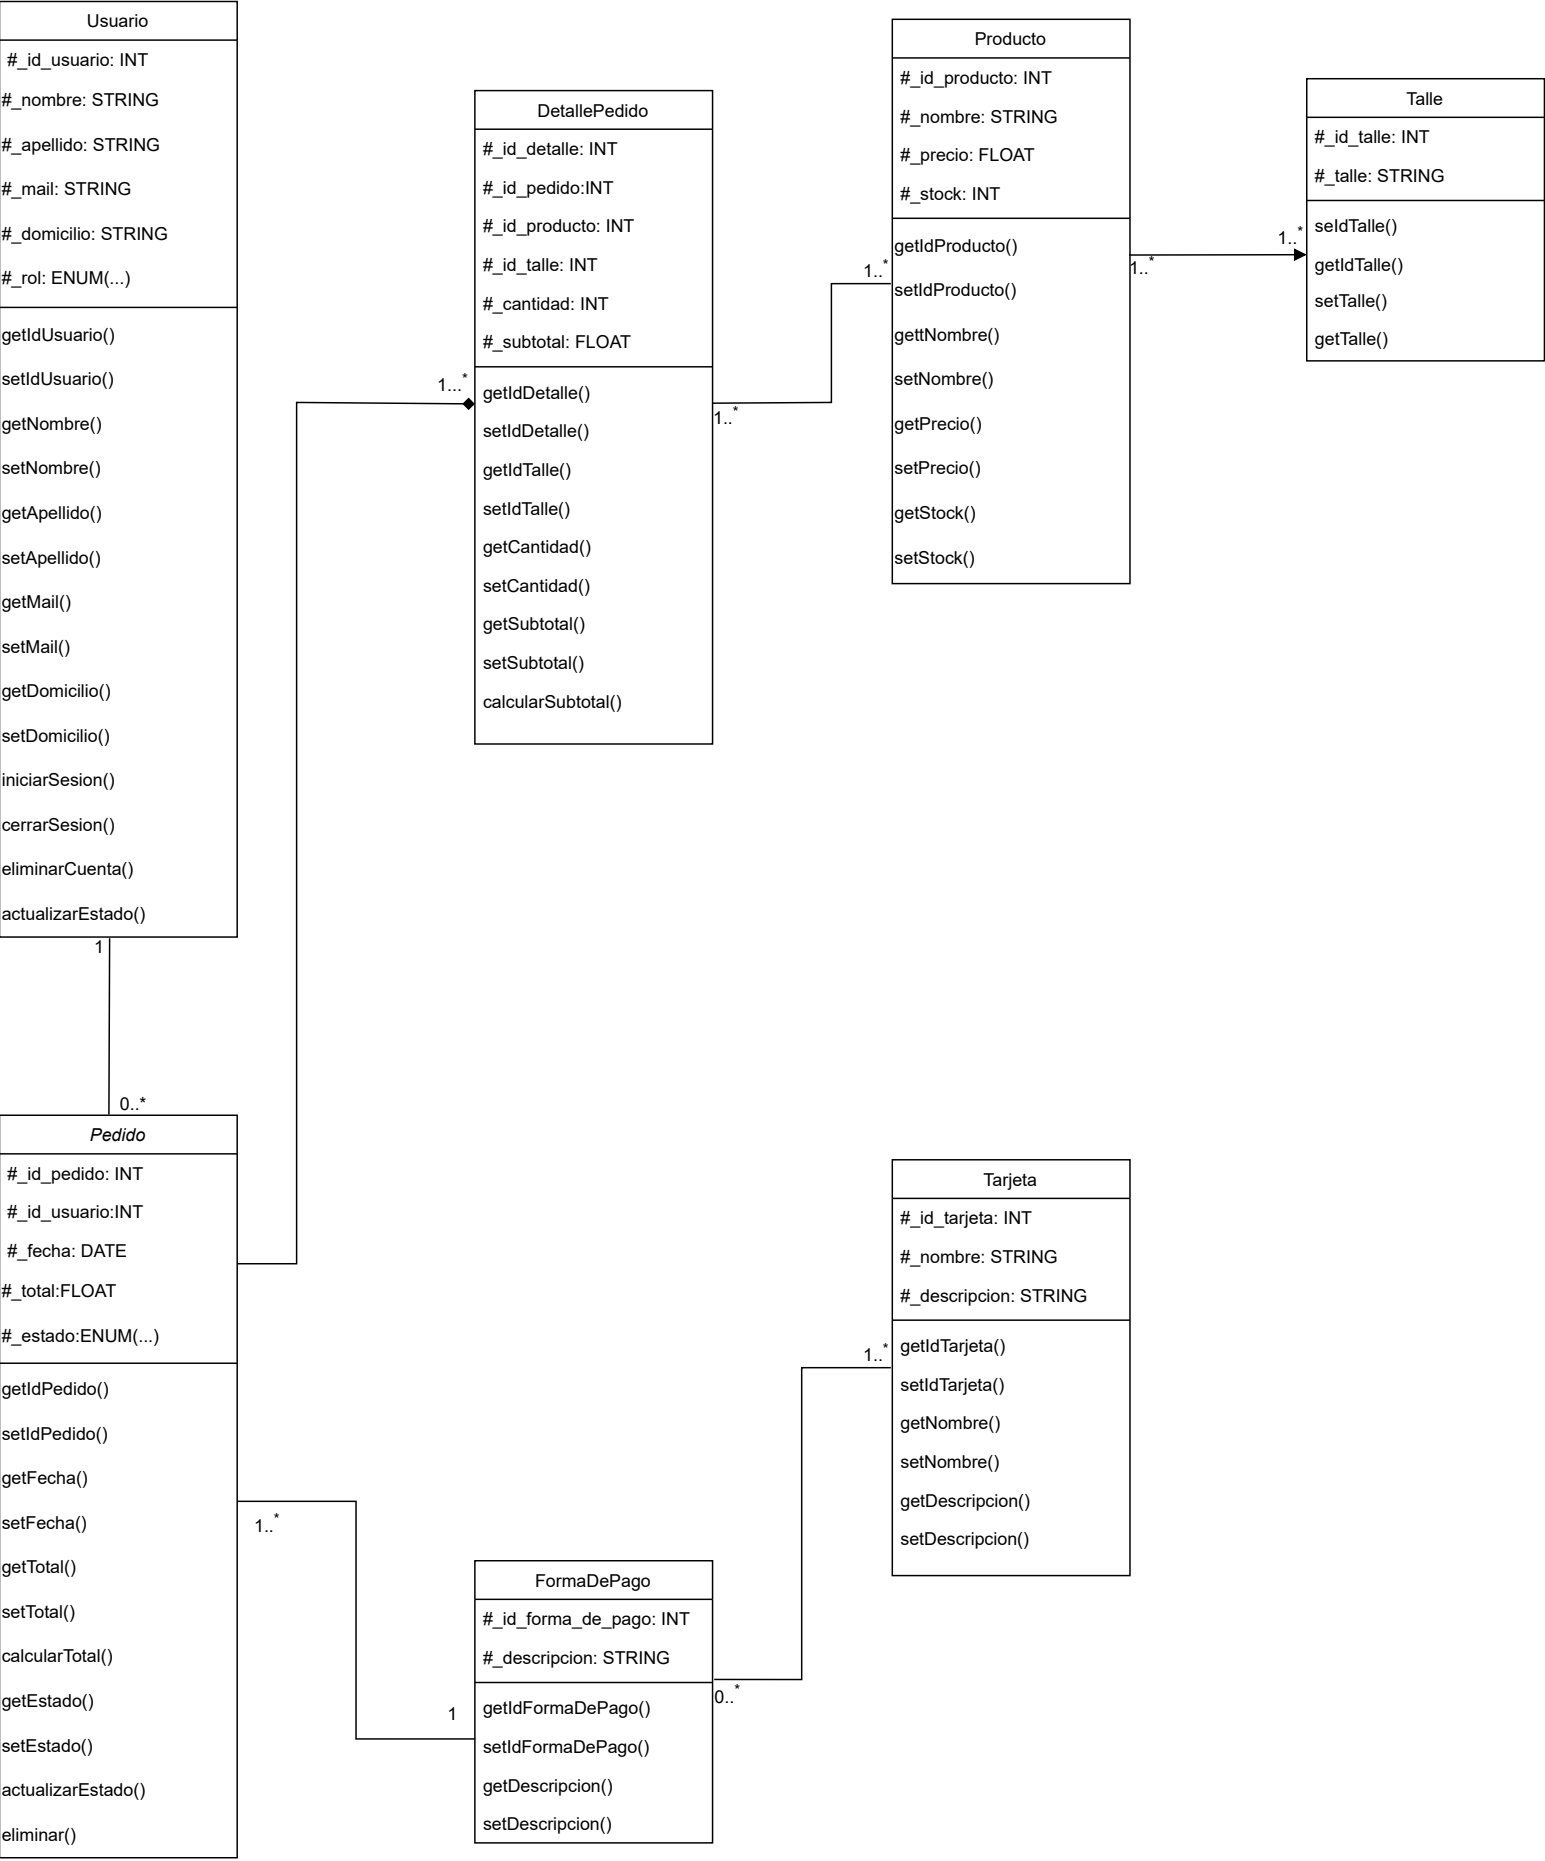 Usuario
#_id_usuario: INT
#_nombre: STRING
#_apellido: STRING
#_mail: STRING
#_domicilio: STRING
#_rol: ENUM(...)
getIdUsuario()
setIdUsuario()
getNombre()
setNombre()
getApellido()
setApellido()
getMail()
setMail()
getDomicilio()
setDomicilio()
iniciarSesion()
cerrarSesion()
eliminarCuenta()
actualizarEstado()
1
0..*
Pedido
#_id_pedido: INT
#_id_usuario:INT
#_fecha: DATE
#_total:FLOAT
#_estado:ENUM(...)
getIdPedido()
setIdPedido()
getFecha()
setFecha()
getTotal()
setTotal()
calcularTotal()
getEstado()
setEstado()
actualizarEstado()
eliminar()
1...*
DetallePedido
#_id_detalle: INT
#_id_pedido:INT
#_id_producto: INT
#_id_talle: INT
#_cantidad: INT
#_subtotal: FLOAT
getIdDetalle()
setIdDetalle()
getIdTalle()
setIdTalle()
getCantidad()
setCantidad()
getSubtotal()
setSubtotal()
calcularSubtotal()
1..*
1..*
Producto
#_id_producto: INT
#_nombre: STRING
#_precio: FLOAT
#_stock: INT
getIdProducto()
setIdProducto()
gettNombre()
setNombre()
getPrecio()
setPrecio()
getStock()
setStock()
1..*
1..*
Talle
#_id_talle: INT
#_talle: STRING
seIdTalle()
getIdTalle()
setTalle()
getTalle()
1..*
1
FormaDePago
#_id_forma_de_pago: INT
#_descripcion: STRING
getIdFormaDePago()
setIdFormaDePago()
getDescripcion()
setDescripcion()
0..*
1..*
Tarjeta
#_id_tarjeta: INT
#_nombre: STRING
#_descripcion: STRING
getIdTarjeta()
setIdTarjeta()
getNombre()
setNombre()
getDescripcion()
setDescripcion()